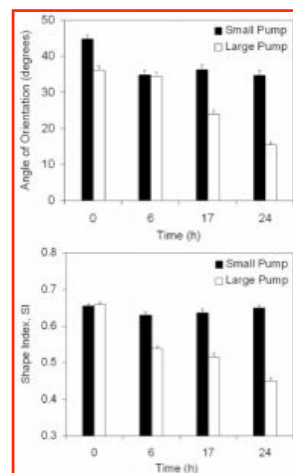 50
40
30
20
10
0
Angle of Orientation (degrees)
Small Pump
Large Pump
0 6 17 24
Time (h)
0.8
0.7
0.6
0.5
0.4
0.3
Shape Index, SI
Small Pump
Large Pump
0 6 17 24
Time (h)